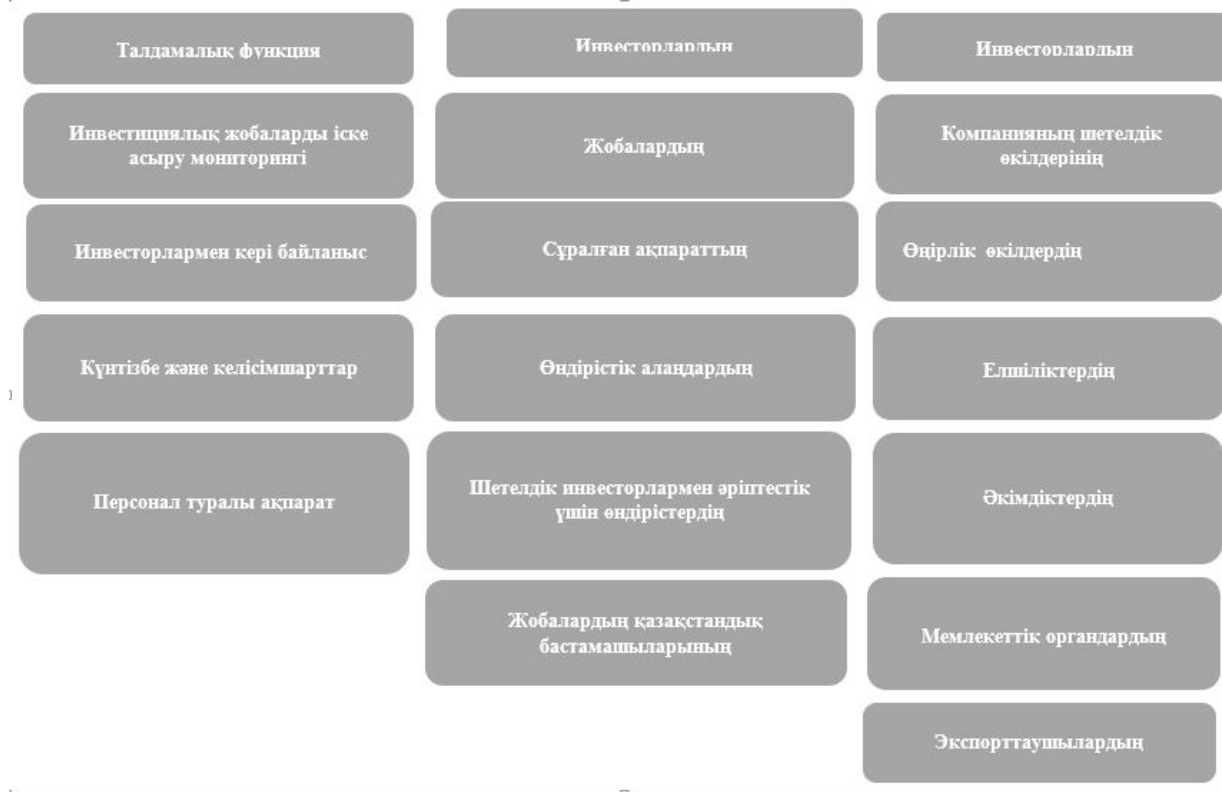 Талдамалық функция
Инвестициялық жобаларды іске
асыру мониторингі
Инвесторлармен кері байланыс
Күнтізбе және келісімшарттар
Персонал туралы ақпарат
Инвесторлардың
Жобалардың
Сұралған ақпараттың
Өндірістік алаңдардың
Шетелдік инвесторлармен әріптестік
үшін өндірістердің
Жобалардың қазақстандық
бастамашыларының
Инвесторлардың
Компанияның шетелдік
өкілдерінің
Өңірлік өкілдердің
Елшіліктердің
Әкімдіктердің
Мемлекеттік органдардың
Экспорттаушылардың